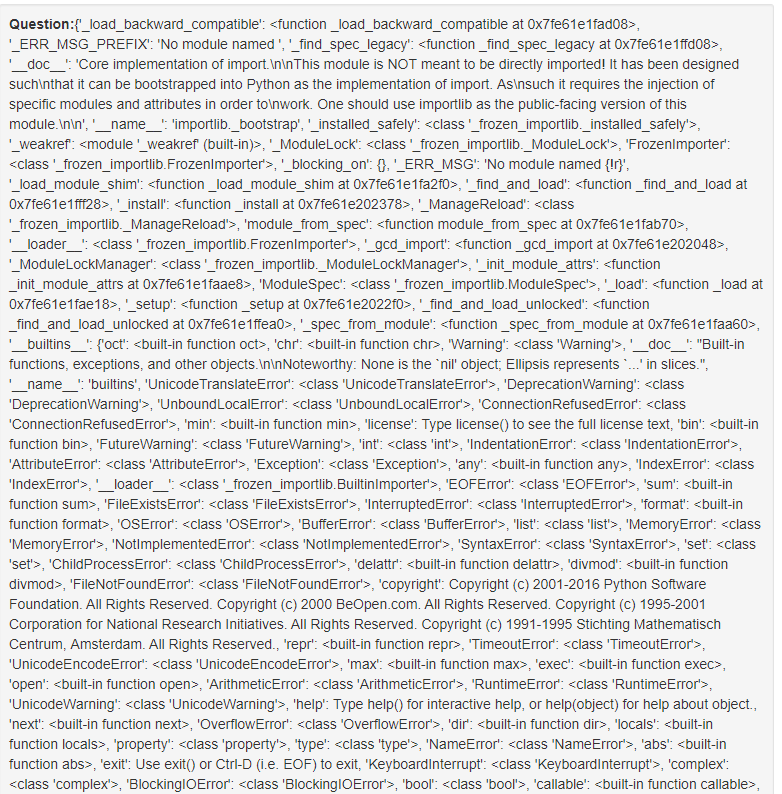 Question:{'_load_backward_compatible': <function _load_backward_compatible at 0x7fe61e1fad08>,
'_ERR_MSG_PREFIX': 'No module named ', '_find_spec_legacy': <function _find_spec_legacy at 0x7fe61e1ffd08>,
'__doc__': 'Core implementation of import.\n\nThis module is NOT meant to be directly imported! It has been designed
such\nthat it can be bootstrapped into Python as the implementation of import. As\nsuch it requires the injection of
specific modules and attributes in order to\nwork. One should use importlib as the public-facing version of this
module.\n\n', '__name__': 'importlib._bootstrap', '_installed_safely': <class '_frozen_importlib._installed_safely'>,
'_weakref': <module '_weakref' (built-in)>, '_ModuleLock': <class '_frozen_importlib._ModuleLock'>, 'FrozenImporter':
<class '_frozen_importlib.FrozenImporter'>, '_blocking_on': {}, '_ERR_MSG': 'No module named {!r}',
'_load_module_shim': <function _load_module_shim at 0x7fe61e1fa2f0>, '_find_and_load': <function _find_and_load at
0x7fe61e1fff28>, '_install': <function _install at 0x7fe61e202378>, '_ManageReload': <class
'_frozen_importlib._ManageReload'>, 'module_from_spec': <function module_from_spec at 0x7fe61e1fab70>,
'__loader__': <class '_frozen_importlib.FrozenImporter'>, '_gcd_import': <function _gcd_import at 0x7fe61e202048>,
'_ModuleLockManager': <class '_frozen_importlib._ModuleLockManager'>, '_init_module_attrs': <function
_init_module_attrs at 0x7fe61e1faae8>, 'ModuleSpec': <class '_frozen_importlib.ModuleSpec'>, '_load': <function _load at
0x7fe61e1fae18>, '_setup': <function _setup at 0x7fe61e2022f0>, '_find_and_load_unlocked': <function
_find_and_load_unlocked at 0x7fe61e1ffea0>, '_spec_from_module': <function _spec_from_module at 0x7fe61e1faa60>,
'__builtins__': {'oct': <built-in function oct>, 'chr': <built-in function chr>, 'Warning': <class 'Warning'>, '__doc__': "Built-in
functions, exceptions, and other objects.\n\nNoteworthy: None is the `nil' object; Ellipsis represents `...' in slices.",
'__name__': 'builtins', 'UnicodeTranslateError': <class 'UnicodeTranslateError'>, 'DeprecationWarning': <class
'DeprecationWarning'>, 'UnboundLocalError': <class 'UnboundLocalError'>, 'ConnectionRefusedError': <class
'ConnectionRefusedError'>, 'min': <built-in function min>, 'license': Type license() to see the full license text, 'bin': <built-in
function bin>, 'FutureWarning': <class 'FutureWarning'>, 'int': <class 'int'>, 'IndentationError': <class 'IndentationError'>,
'AttributeError': <class 'AttributeError'>, 'Exception': <class 'Exception'>, 'any': <built-in function any>, 'IndexError': <class
'IndexError'>, '__loader__': <class '_frozen_importlib.BuiltinImporter'>, 'EOFError': <class 'EOFError'>, 'sum': <built-in
function sum>, 'FileExistsError': <class 'FileExistsError'>, 'InterruptedError': <class 'InterruptedError'>, 'format': <built-in
function format>, 'OSError': <class 'OSError'>, 'BufferError': <class 'BufferError'>, 'list': <class 'list'>, 'MemoryError': <class
'MemoryError'>, 'NotImplementedError': <class 'NotImplementedError'>, 'SyntaxError': <class 'SyntaxError'>, 'set': <class
'set'>, 'ChildProcessError': <class 'ChildProcessError'>, 'delattr': <built-in function delattr>, 'divmod': <built-in function
divmod>, 'FileNotFoundError': <class 'FileNotFoundError'>, 'copyright': Copyright (c) 2001-2016 Python Software
Foundation. All Rights Reserved. Copyright (c) 2000 BeOpen.com. All Rights Reserved. Copyright (c) 1995-2001
Corporation for National Research Initiatives. All Rights Reserved. Copyright (c) 1991-1995 Stichting Mathematisch
Centrum, Amsterdam. All Rights Reserved., 'repr': <built-in function repr>, 'TimeoutError': <class 'TimeoutError'>,
'UnicodeEncodeError': <class 'UnicodeEncodeError'>, 'max': <built-in function max>, 'exec': <built-in function exec>,
'open': <built-in function open>, 'ArithmeticError': <class 'ArithmeticError'>, 'RuntimeError': <class 'RuntimeError'>,
'UnicodeWarning': <class 'UnicodeWarning'>, 'help': Type help() for interactive help, or help(object) for help about object.,
'next': <built-in function next>, 'OverflowError': <class 'OverflowError'>, 'dir': <built-in function dir>, 'locals': <built-in
function locals>, 'property': <class 'property'>, 'type': <class 'type'>, 'NameError': <class 'NameError'>, 'abs': <built-in
function abs>, 'exit': Use exit() or Ctrl-D (i.e. EOF) to exit, 'KeyboardInterrupt': <class 'KeyboardInterrupt'>, 'complex':
<class 'complex'>, 'BlockingIOError': <class 'BlockingIOError'>, 'bool': <class 'bool'>, 'callable': <built-in function callable>,